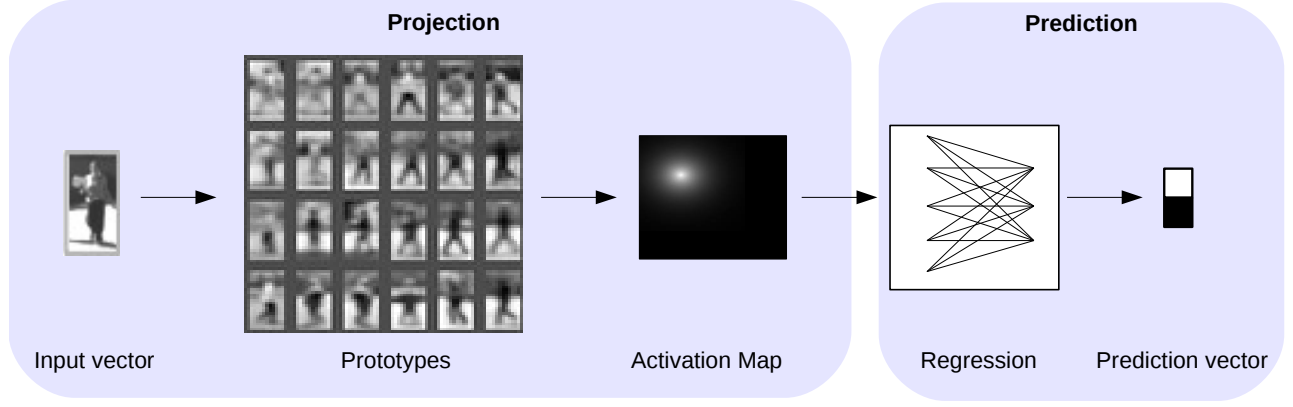 Projection
Prediction
Input vector
Prototypes
Activation Map
Regression
Prediction vector